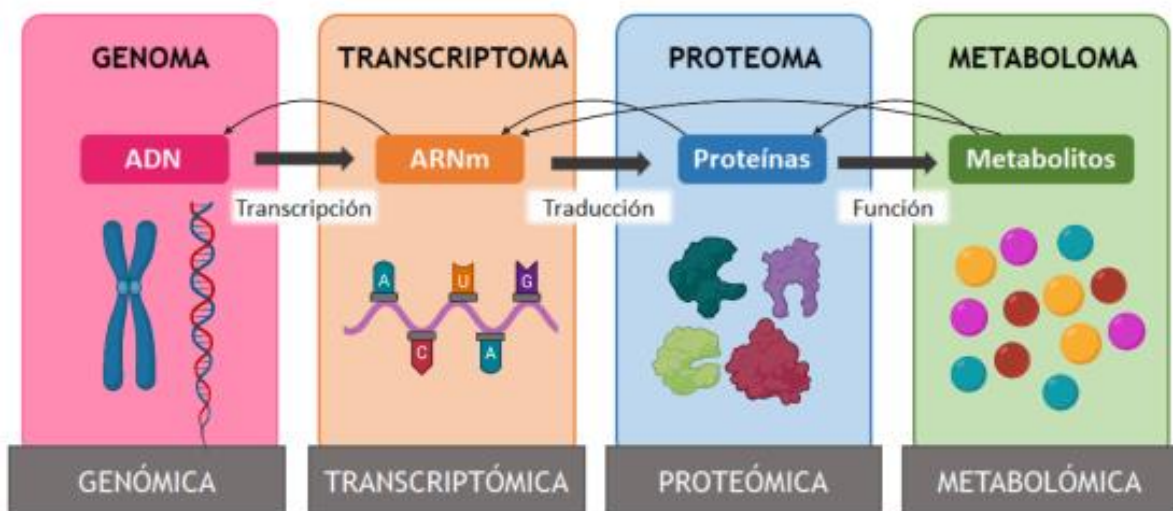 GENOMA
TRANSCRIPTOMA
PROTEOMA
METABOLOMA
ADN
ARNm
Proteínas
Metabolitos
Transcripción
Traducción
Función
A
U
G
C
A
GENÓMICA
TRANSCRIPTÓMICA
PROTEÓMICA
METABOLÓMICA